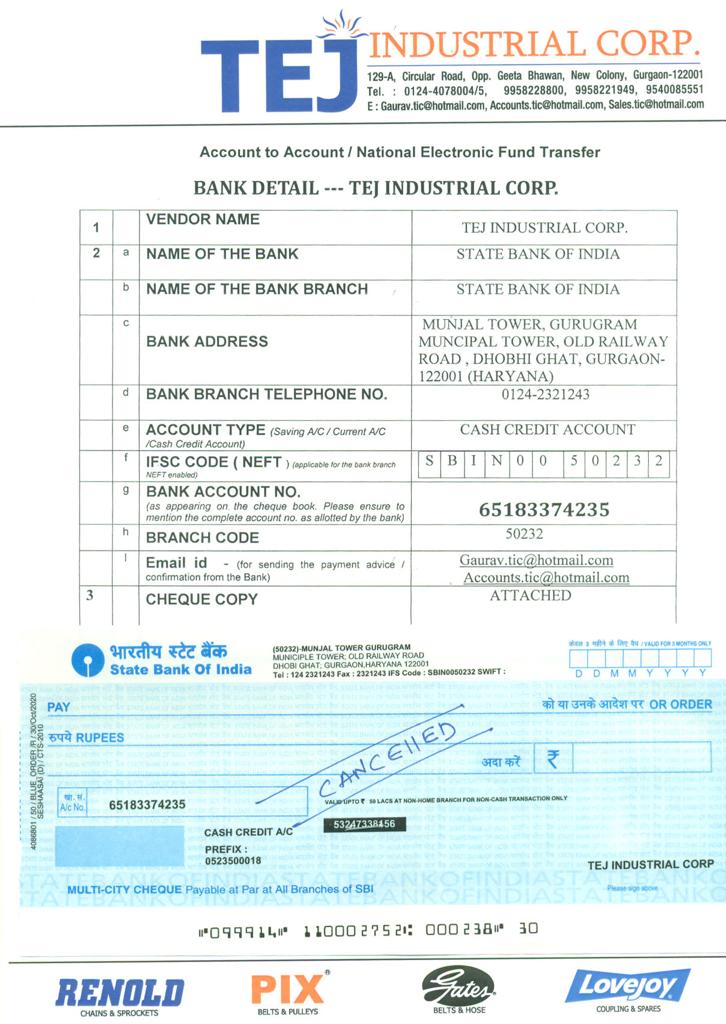 TEJ INDUSTRIAL CORP.
129-A, Circular Road, Opp. Geeta Bhawan, New Colony, Gurgaon-122001
Tel. : 0124-4078004/5, 9958228800, 9958221949, 9540085551
E : Gaurav.tic@hotmail.com, Accounts.tic@hotmail.com, Sales.tic@hotmail.com
Account to Account / National Electronic Fund Transfer
BANK DETAIL --- TEJ INDUSTRIAL CORP.
1 VENDOR NAME TEJ INDUSTRIAL CORP.
2 a NAME OF THE BANK STATE BANK OF INDIA
b NAME OF THE BANK BRANCH STATE BANK OF INDIA
c BANK ADDRESS MUNJAL TOWER, GURUGRAM
MUNCIPAL TOWER, OLD RAILWAY
ROAD , DHOBHI GHAT, GURGAON-
122001 (HARYANA)
d BANK BRANCH TELEPHONE NO. 0124-2321243
e ACCOUNT TYPE (Saving A/C / Current A/C CASH CREDIT ACCOUNT
/Cash Credit Account)
f IFSC CODE ( NEFT ) (applicable for the bank branch S B I N 0 0 5 0 2 3 2
NEFT enabled)
g BANK ACCOUNT NO. 65183374235
(as appearing on the cheque book. Please ensure to
mention the complete account no. as allotted by the bank)
h BRANCH CODE 50232
I Email id - (for sending the payment advice / Gaurav.tic@hotmail.com
confirmation from the Bank) Accounts.tic@hotmail.com
3 CHEQUE COPY ATTACHED
भारतीय स्टेट बैंक
State Bank Of India
(50232)-MUNJAL TOWER GURUGRAM
MUNICIPLE TOWER; OLD RAILWAY ROAD
DHOBI GHAT; GURGAON,HARYANA 122001
Tel : 124 2321243 Fax : 2321243 IFS Code : SBIN0050232 SWIFT :
केवल 3 महीने के लिए वैध / VALID FOR 3 MONTHS ONLY
D D M M Y Y Y Y
PAY को या उनके आदेश पर OR ORDER
रुपये RUPEES
अदा करें ₹
CANCELLED
खा. सं.
A/c No. 65183374235
VALID UPTO ₹ 50 LACS AT NON-HOME BRANCH FOR NON-CASH TRANSACTION ONLY
CASH CREDIT A/C 53247338456
PREFIX :
0523500018
TEJ INDUSTRIAL CORP
MULTI-CITY CHEQUE Payable at Par at All Branches of SBI
Please sign above
4086801 / 50 / BLUE_ORDER /R / 30/Oct/2020
SESHAASAI (D) / CTS-2010
STATEBANKOFINDIASTATEBANKOFINDIASTATEBANKO
⑈099914⑈ 110002752⑆ 000238⑈ 30
RENOLD
CHAINS & SPROCKETS
PIX®
BELTS & PULLEYS
Gates
BELTS & HOSE
LOVEJOY
COUPLING & SPARES